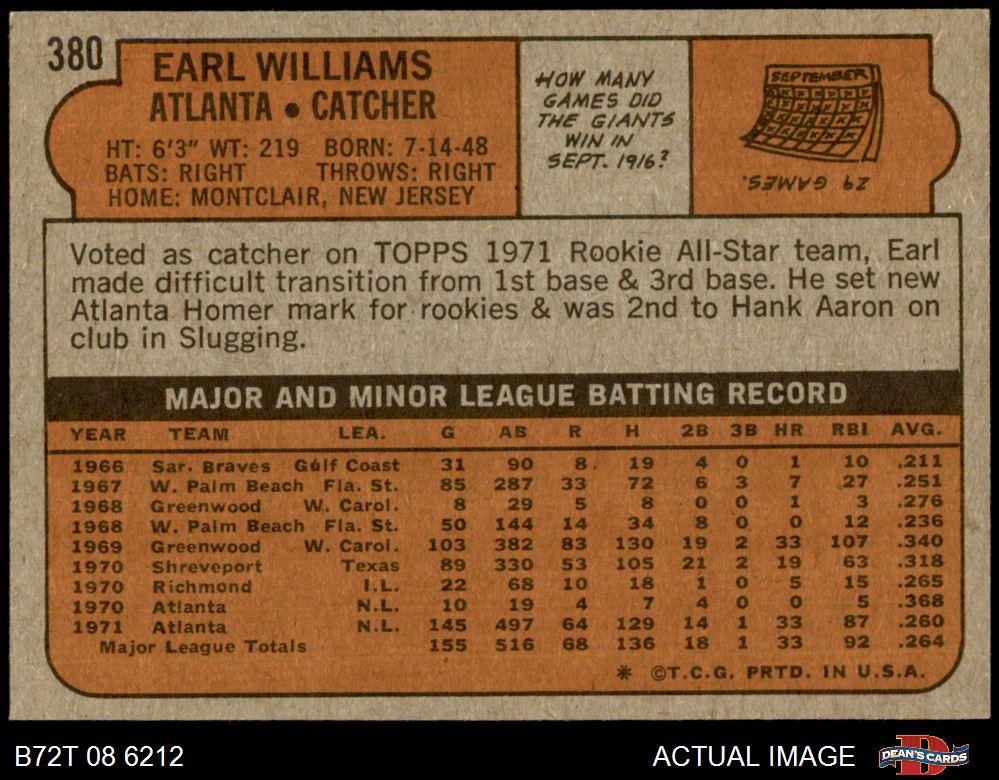 380
EARL WILLIAMS
ATLANTA • CATCHER
HT: 6'3" WT: 219 BORN: 7-14-48
BATS: RIGHT THROWS: RIGHT
HOME: MONTCLAIR, NEW JERSEY
HOW MANY
GAMES DID
THE GIANTS
WIN IN
SEPT. 1916?
SEPTEMBER
29 GAMES.
Voted as catcher on TOPPS 1971 Rookie All-Star team, Earl
made difficult transition from 1st base & 3rd base. He set new
Atlanta Homer mark for rookies & was 2nd to Hank Aaron on
club in Slugging.
MAJOR AND MINOR LEAGUE BATTING RECORD
YEAR TEAM LEA. G AB R H 2B 3B HR RBI AVG.
1966 Sar. Braves Gulf Coast 31 90 8 19 4 0 1 10 .211
1967 W. Palm Beach Fla. St. 85 287 33 72 6 3 7 27 .251
1968 Greenwood W. Carol. 8 29 5 8 0 0 1 3 .276
1968 W. Palm Beach Fla. St. 50 144 14 34 8 0 0 12 .236
1969 Greenwood W. Carol. 103 382 83 130 19 2 33 107 .340
1970 Shreveport Texas 89 330 53 105 21 2 19 63 .318
1970 Richmond I.L. 22 68 10 18 1 0 5 15 .265
1970 Atlanta N.L. 10 19 4 7 4 0 0 5 .368
1971 Atlanta N.L. 145 497 64 129 14 1 33 87 .260
Major League Totals 155 516 68 136 18 1 33 92 .264
* ©T.C.G. PRTD. IN U.S.A.
B72T 08 6212
ACTUAL IMAGE
DEAN'S CARDS